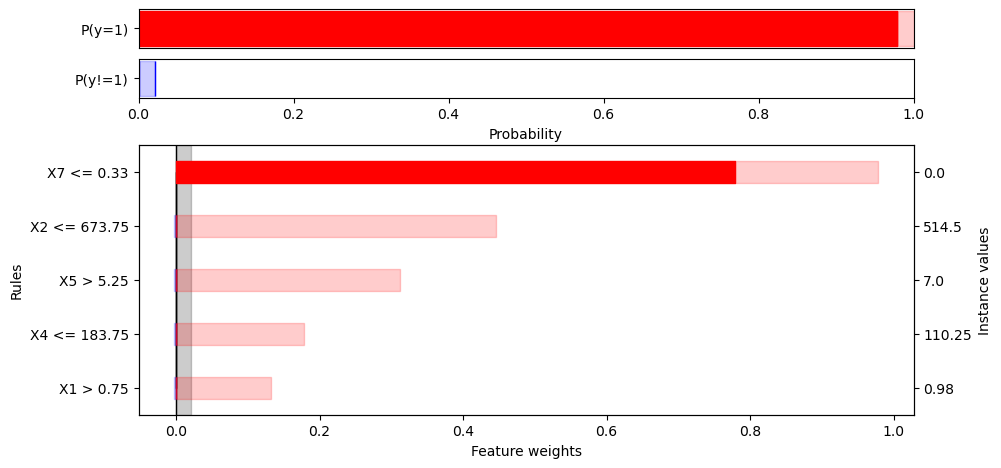 P(y=1)
P(y!=1)
0.0 0.2 0.4 0.6 0.8 1.0
Probability
X7 <= 0.33 0.0
X2 <= 673.75 514.5
X5 > 5.25 7.0
X4 <= 183.75 110.25
X1 > 0.75 0.98
Rules
Instance values
0.0 0.2 0.4 0.6 0.8 1.0
Feature weights